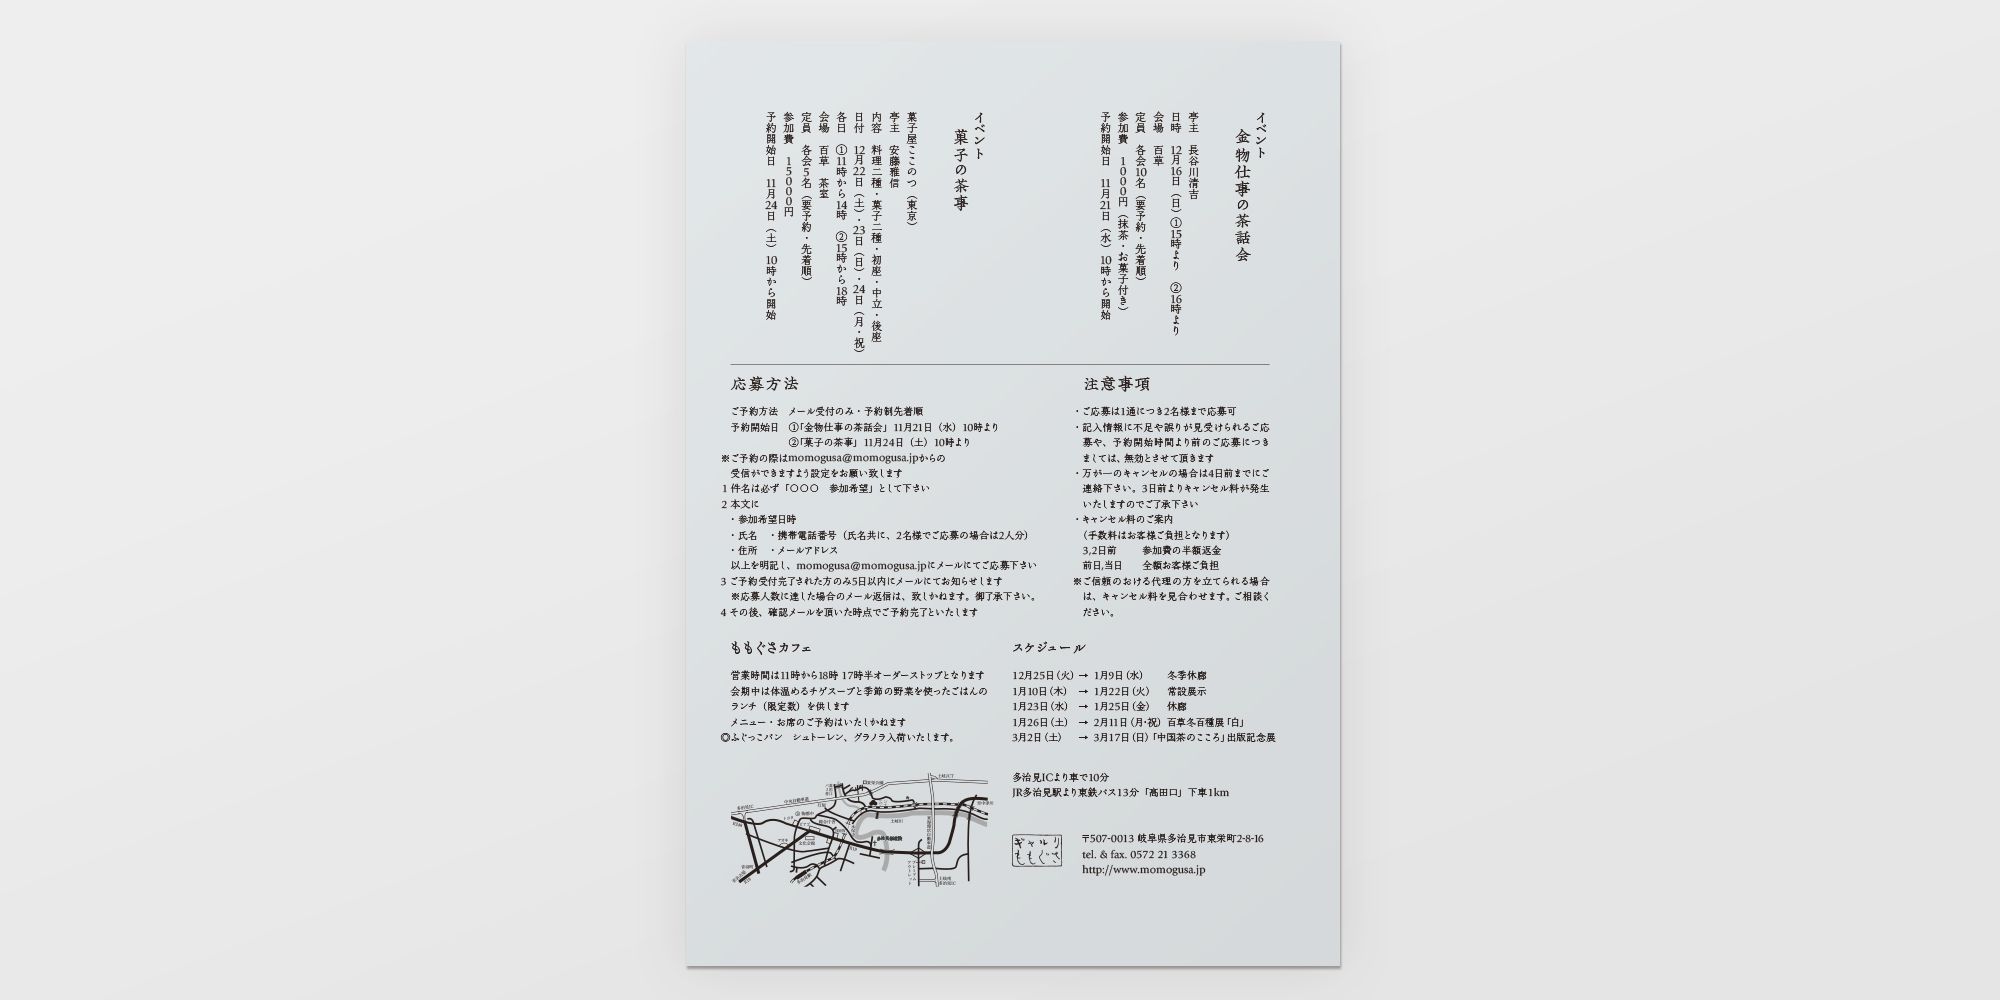 イベント
金物仕事の茶話会
亭主　長谷川清吉
日時　12月16日（日）①15時より　②16時より
会場　百草
定員　各会10名（要予約・先着順）
参加費　1000円（抹茶・お菓子付き）
予約開始日　11月21日（水）10時から開始
イベント
菓子の茶事
菓子屋ここのつ（東京）
亭主　安藤雅信
内容　料理二種・菓子二種・初座・中立・後座
日付　12月22日（土）・23日（日）・24日（月・祝）
各日　①11時から14時　②15時から18時
会場　百草　茶室
定員　各会5名（要予約・先着順）
参加費　15000円
予約開始日　11月24日（土）10時から開始
応募方法
ご予約方法　メール受付のみ・予約制先着順
予約開始日　①「金物仕事の茶話会」11月21日（水）10時より
②「菓子の茶事」11月24日（土）10時より
※ご予約の際はmomogusa@momogusa.jpからの
受信ができますよう設定をお願い致します
1 件名は必ず「〇〇〇　参加希望」として下さい
2 本文に
・参加希望日時
・氏名　・携帯電話番号（氏名共に、2名様でご応募の場合は2人分）
・住所　・メールアドレス
以上を明記し、momogusa@momogusa.jpにメールにてご応募下さい
3 ご予約受付完了された方のみ5日以内にメールにてお知らせします
※応募人数に達した場合のメール返信は、致しかねます。御了承下さい。
4 その後、確認メールを頂いた時点でご予約完了といたします
注意事項
・ご応募は1通につき2名様まで応募可
・記入情報に不足や誤りが見受けられるご応
募や、予約開始時間より前のご応募につき
ましては、無効とさせて頂きます
・万が一のキャンセルの場合は4日前までにご
連絡下さい。3日前よりキャンセル料が発生
いたしますのでご了承下さい
・キャンセル料のご案内
（手数料はお客様ご負担となります）
3,2日前　　参加費の半額返金
前日,当日　　全額お客様ご負担
※ご信頼のおける代理の方を立てられる場合
は、キャンセル料を見合わせます。ご相談く
ださい。
ももぐさカフェ
営業時間は11時から18時 17時半オーダーストップとなります
会期中は体温めるチゲスープと季節の野菜を使ったごはんの
ランチ（限定数）を供します
メニュー・お席のご予約はいたしかねます
◎ふじっこパン　シュトーレン、グラノラ入荷いたします。
スケジュール
12月25日（火）→ 1月9日（水）　冬季休廊
1月10日（木）→ 1月22日（火）　常設展示
1月23日（水）→ 1月25日（金）　休廊
1月26日（土）→ 2月11日（月・祝）百草冬百種展「白」
3月2日（土）→ 3月17日（日）「中国茶のこころ」出版記念展
多治見ICより車で10分
JR多治見駅より東鉄バス13分「高田口」下車1km
ギャルリ
ももぐさ
〒507-0013 岐阜県多治見市東栄町2-8-16
tel. & fax. 0572 21 3368
http://www.momogusa.jp